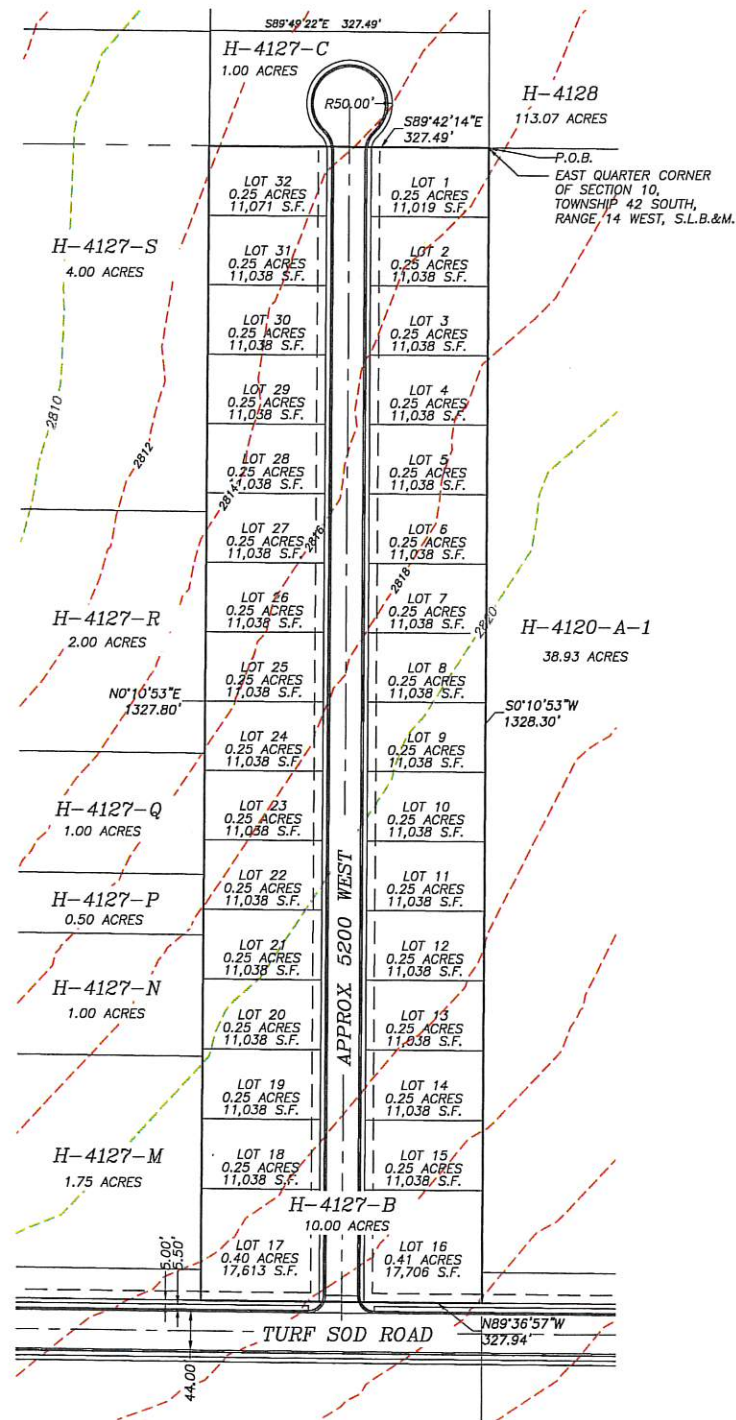 S89°49'22"E 327.49'
H-4127-C
1.00 ACRES
R50.00'
S89°42'14"E
327.49'
H-4128
113.07 ACRES
P.O.B.
EAST QUARTER CORNER
OF SECTION 10,
TOWNSHIP 42 SOUTH,
RANGE 14 WEST, S.L.B.&M.
LOT 32
0.25 ACRES
11,071 S.F.
LOT 1
0.25 ACRES
11,019 S.F.
H-4127-S
4.00 ACRES
LOT 31
0.25 ACRES
11,038 S.F.
LOT 2
0.25 ACRES
11,038 S.F.
LOT 30
0.25 ACRES
11,038 S.F.
LOT 3
0.25 ACRES
11,038 S.F.
LOT 29
0.25 ACRES
11,038 S.F.
LOT 4
0.25 ACRES
11,038 S.F.
2810
2812
LOT 28
0.25 ACRES
11,038 S.F.
2814
LOT 5
0.25 ACRES
11,038 S.F.
LOT 27
0.25 ACRES
11,038 S.F.
2816
LOT 6
0.25 ACRES
11,038 S.F.
2818
LOT 26
0.25 ACRES
11,038 S.F.
LOT 7
0.25 ACRES
11,038 S.F.
2820
H-4127-R
2.00 ACRES
H-4120-A-1
38.93 ACRES
LOT 25
0.25 ACRES
11,038 S.F.
LOT 8
0.25 ACRES
11,038 S.F.
N0°10'53"E
1327.80'
S0°10'53"W
1328.30'
LOT 24
0.25 ACRES
11,038 S.F.
LOT 9
0.25 ACRES
11,038 S.F.
H-4127-Q
1.00 ACRES
LOT 23
0.25 ACRES
11,038 S.F.
LOT 10
0.25 ACRES
11,038 S.F.
LOT 22
0.25 ACRES
11,038 S.F.
LOT 11
0.25 ACRES
11,038 S.F.
H-4127-P
0.50 ACRES
APPROX 5200 WEST
LOT 21
0.25 ACRES
11,038 S.F.
LOT 12
0.25 ACRES
11,038 S.F.
H-4127-N
1.00 ACRES
LOT 20
0.25 ACRES
11,038 S.F.
LOT 13
0.25 ACRES
11,038 S.F.
LOT 19
0.25 ACRES
11,038 S.F.
LOT 14
0.25 ACRES
11,038 S.F.
H-4127-M
1.75 ACRES
LOT 18
0.25 ACRES
11,038 S.F.
LOT 15
0.25 ACRES
11,038 S.F.
H-4127-B
10.00 ACRES
LOT 17
0.40 ACRES
17,613 S.F.
LOT 16
0.41 ACRES
17,706 S.F.
5.00'
5.50'
N89°36'57"W
327.94'
TURF SOD ROAD
44.00'